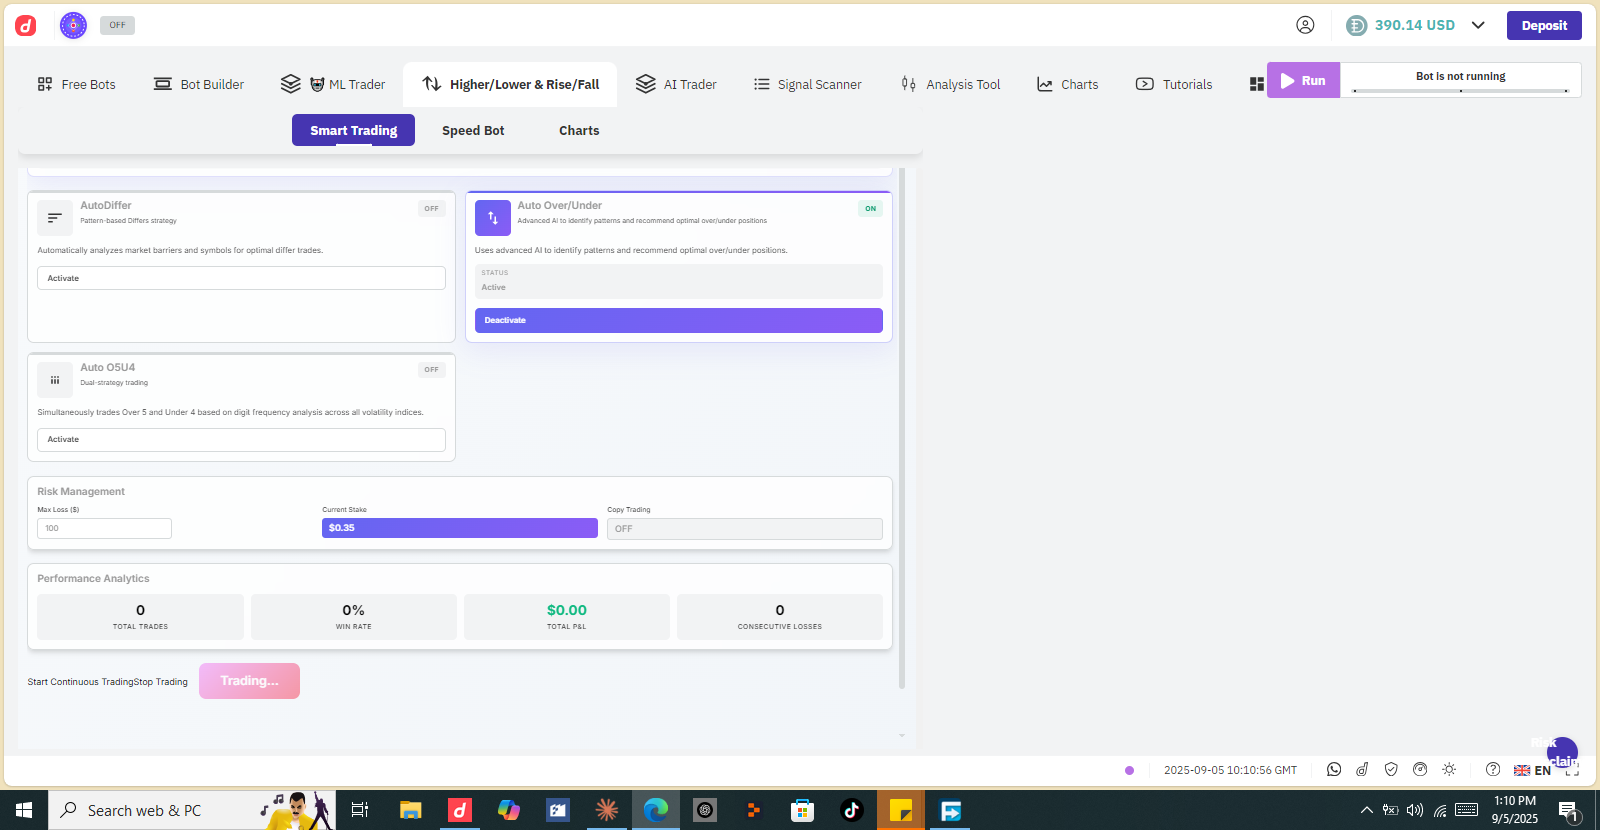 OFF
390.14 USD
Deposit
Free Bots
Bot Builder
ML Trader
Higher/Lower & Rise/Fall
AI Trader
Signal Scanner
Analysis Tool
Charts
Tutorials
Run
Bot is not running
Smart Trading
Speed Bot
Charts
AutoDiffer
OFF
Pattern-based Differs strategy
Automatically analyzes market barriers and symbols for optimal differ trades.
Activate
Auto Over/Under
ON
Advanced AI to identify patterns and recommend optimal over/under positions
Uses advanced AI to identify patterns and recommend optimal over/under positions.
STATUS
Active
Deactivate
Auto O5U4
OFF
Dual-strategy trading
Simultaneously trades Over 5 and Under 4 based on digit frequency analysis across all volatility indices.
Activate
Risk Management
Max Loss ($)
100
Current Stake
$0.35
Copy Trading
OFF
Performance Analytics
0
TOTAL TRADES
0%
WIN RATE
$0.00
TOTAL P&L
0
CONSECUTIVE LOSSES
Start Continuous TradingStop Trading
Trading...
2025-09-05 10:10:56 GMT
EN
Search web & PC
1:10 PM
9/5/2025
1